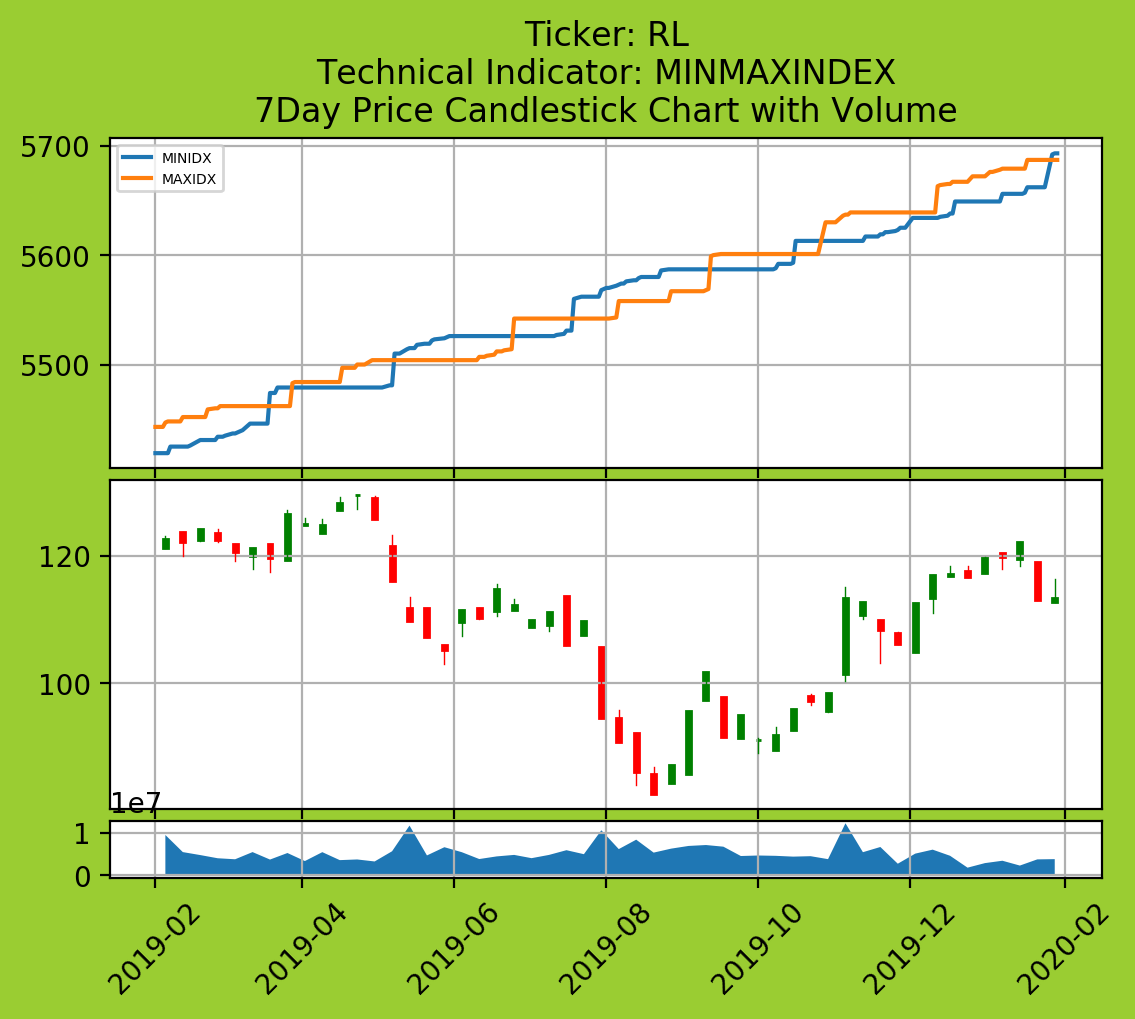 Ticker: RL
Technical Indicator: MINMAXINDEX
7Day Price Candlestick Chart with Volume
5700
5600
5500
MINIDX
MAXIDX
120
100
1e7
1
0
2019-02
2019-04
2019-06
2019-08
2019-10
2019-12
2020-02